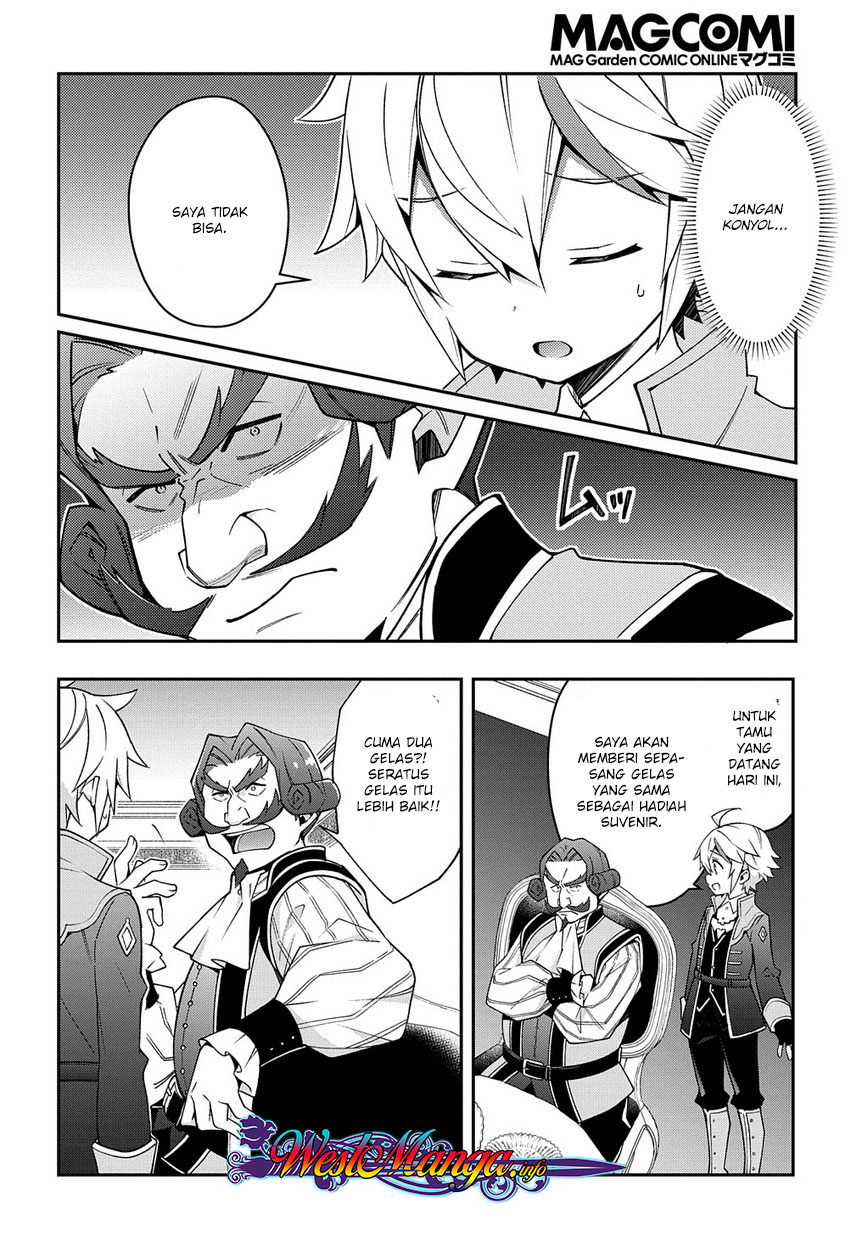 MAGCOMI
MAG Garden COMIC ONLINE マグコミ
JANGAN
KONYOL...
SAYA TIDAK
BISA.
ムッ
UNTUK
TAMU
YANG
DATANG
HARI INI,
SAYA AKAN
MEMBERI SEPA-
SANG GELAS
YANG SAMA
SEBAGAI HADIAH
SUVENIR.
CUMA DUA
GELAS?!
SERATUS
GELAS ITU
LEBIH BAIK!!
WestManga.info